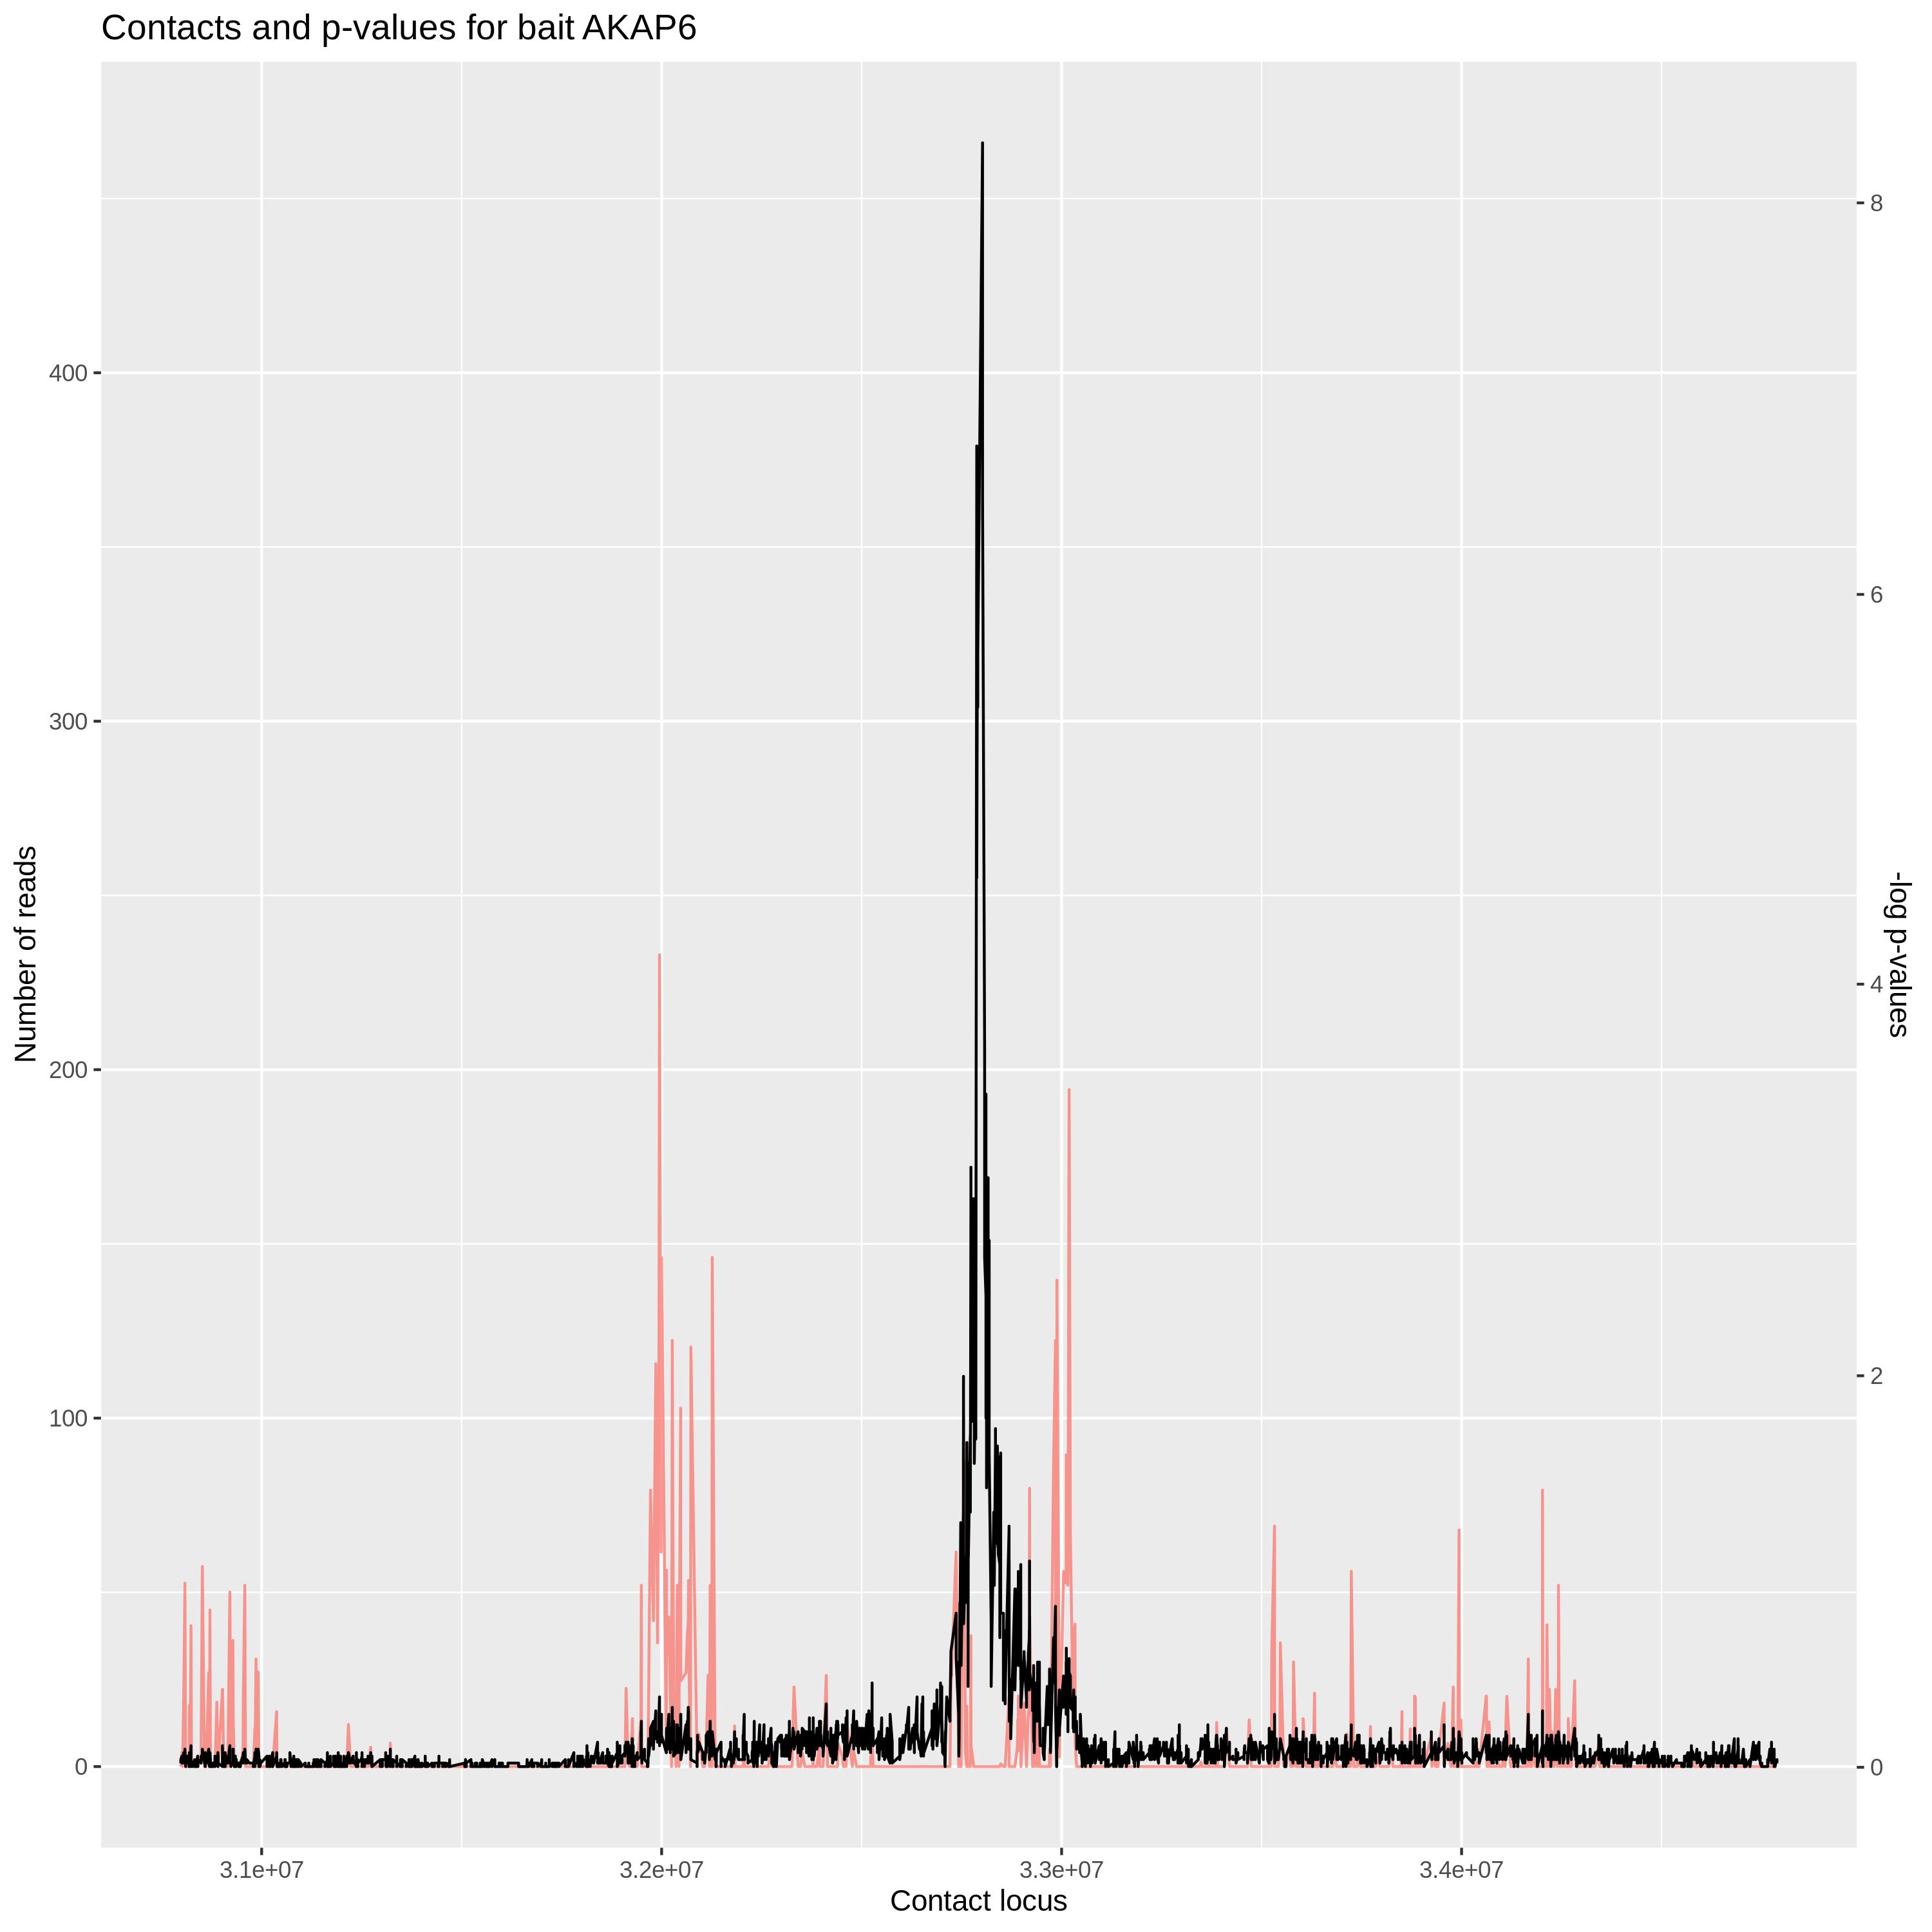 Contacts and p-values for bait AKAP6
Number of reads
400
300
200
100
0
8
6
4
2
0
-log p-values
3.1e+07
3.2e+07
3.3e+07
3.4e+07
Contact locus